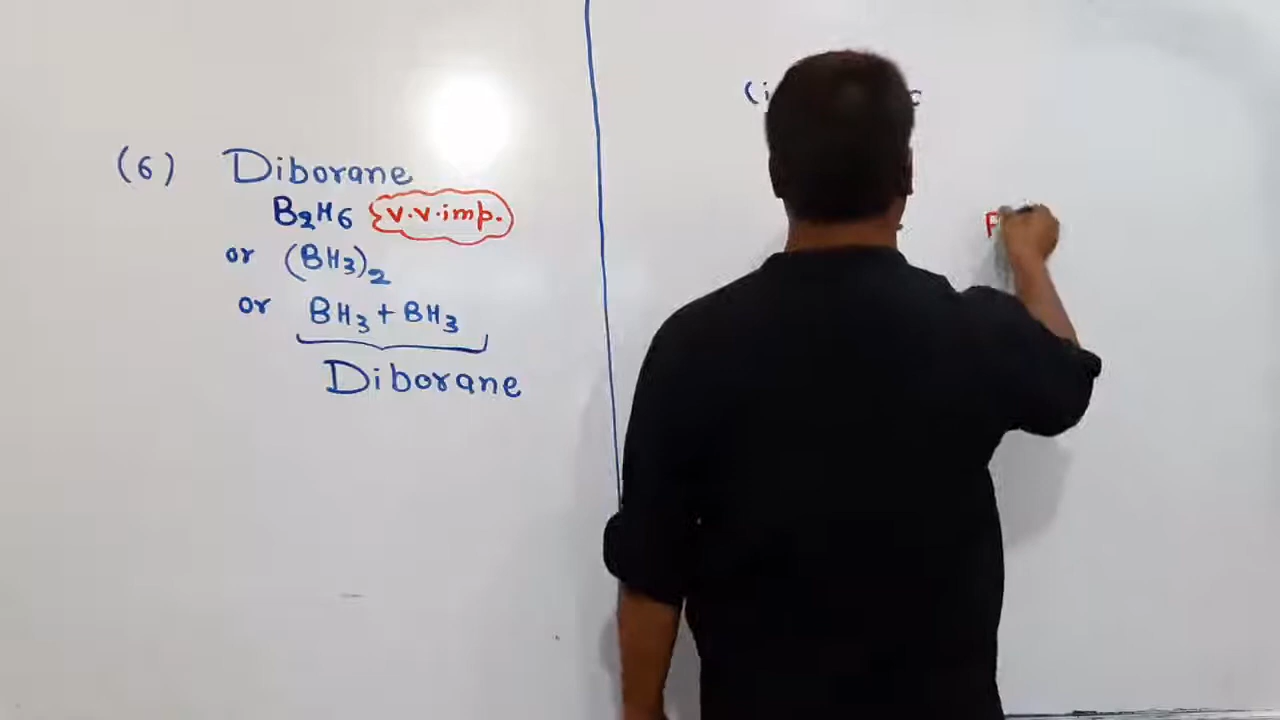 (6) Diborane
B2H6 {v.v.imp.
or (BH3)2
or BH3 + BH3
Diborane
(i